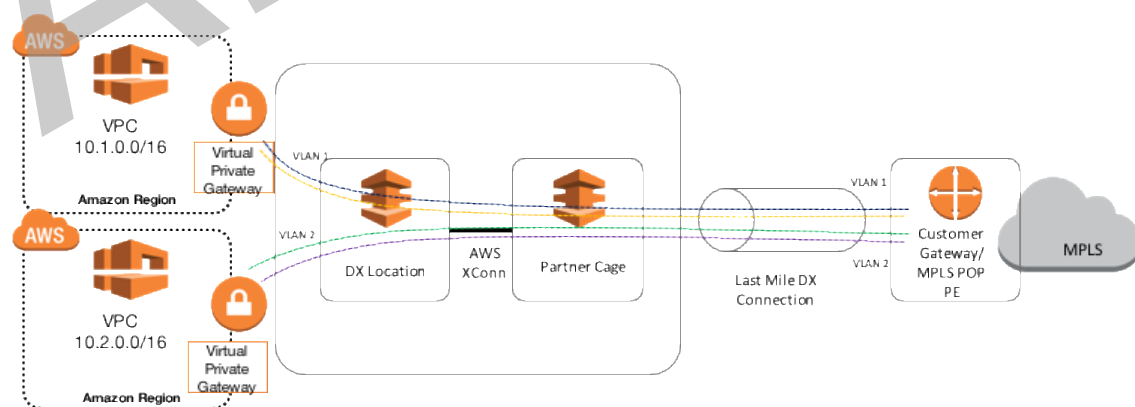 AWS
VPC
10.1.0.0/16
Virtual
Private
Gateway
Amazon Region
VLAN 1
AWS
VPC
10.2.0.0/16
Virtual
Private
Gateway
Amazon Region
VLAN 2
DX Location
AWS
XConn
Partner Cage
Last Mile DX
Connection
VLAN 1
VLAN 2
Customer
Gateway/
MPLS POP
PE
MPLS